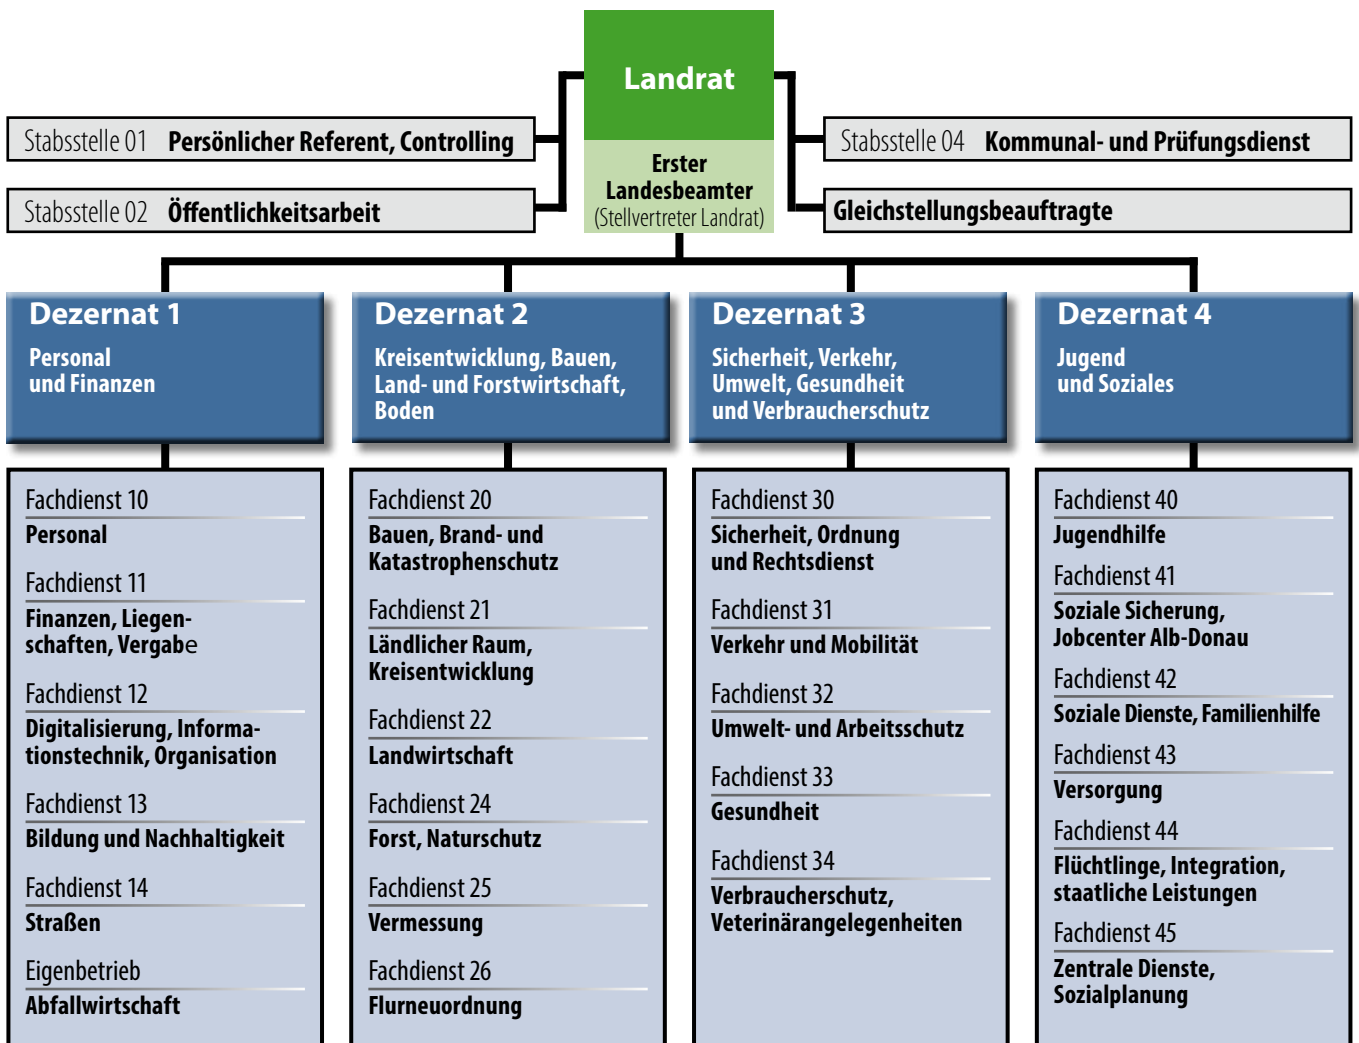 Landrat
Erster
Landesbeamter
(Stellvertreter Landrat)
Stabsstelle 01 Persönlicher Referent, Controlling
Stabsstelle 02 Öffentlichkeitsarbeit
Stabsstelle 04 Kommunal- und Prüfungsdienst
Gleichstellungsbeauftragte
Dezernat 1
Personal
und Finanzen
Fachdienst 10
Personal
Fachdienst 11
Finanzen, Liegen-
schaften, Vergabe
Fachdienst 12
Digitalisierung, Informa-
tionstechnik, Organisation
Fachdienst 13
Bildung und Nachhaltigkeit
Fachdienst 14
Straßen
Eigenbetrieb
Abfallwirtschaft
Dezernat 2
Kreisentwicklung, Bauen,
Land- und Forstwirtschaft,
Boden
Fachdienst 20
Bauen, Brand- und
Katastrophenschutz
Fachdienst 21
Ländlicher Raum,
Kreisentwicklung
Fachdienst 22
Landwirtschaft
Fachdienst 24
Forst, Naturschutz
Fachdienst 25
Vermessung
Fachdienst 26
Flurneuordnung
Dezernat 3
Sicherheit, Verkehr,
Umwelt, Gesundheit
und Verbraucherschutz
Fachdienst 30
Sicherheit, Ordnung
und Rechtsdienst
Fachdienst 31
Verkehr und Mobilität
Fachdienst 32
Umwelt- und Arbeitsschutz
Fachdienst 33
Gesundheit
Fachdienst 34
Verbraucherschutz,
Veterinärangelegenheiten
Dezernat 4
Jugend
und Soziales
Fachdienst 40
Jugendhilfe
Fachdienst 41
Soziale Sicherung,
Jobcenter Alb-Donau
Fachdienst 42
Soziale Dienste, Familienhilfe
Fachdienst 43
Versorgung
Fachdienst 44
Flüchtlinge, Integration,
staatliche Leistungen
Fachdienst 45
Zentrale Dienste,
Sozialplanung